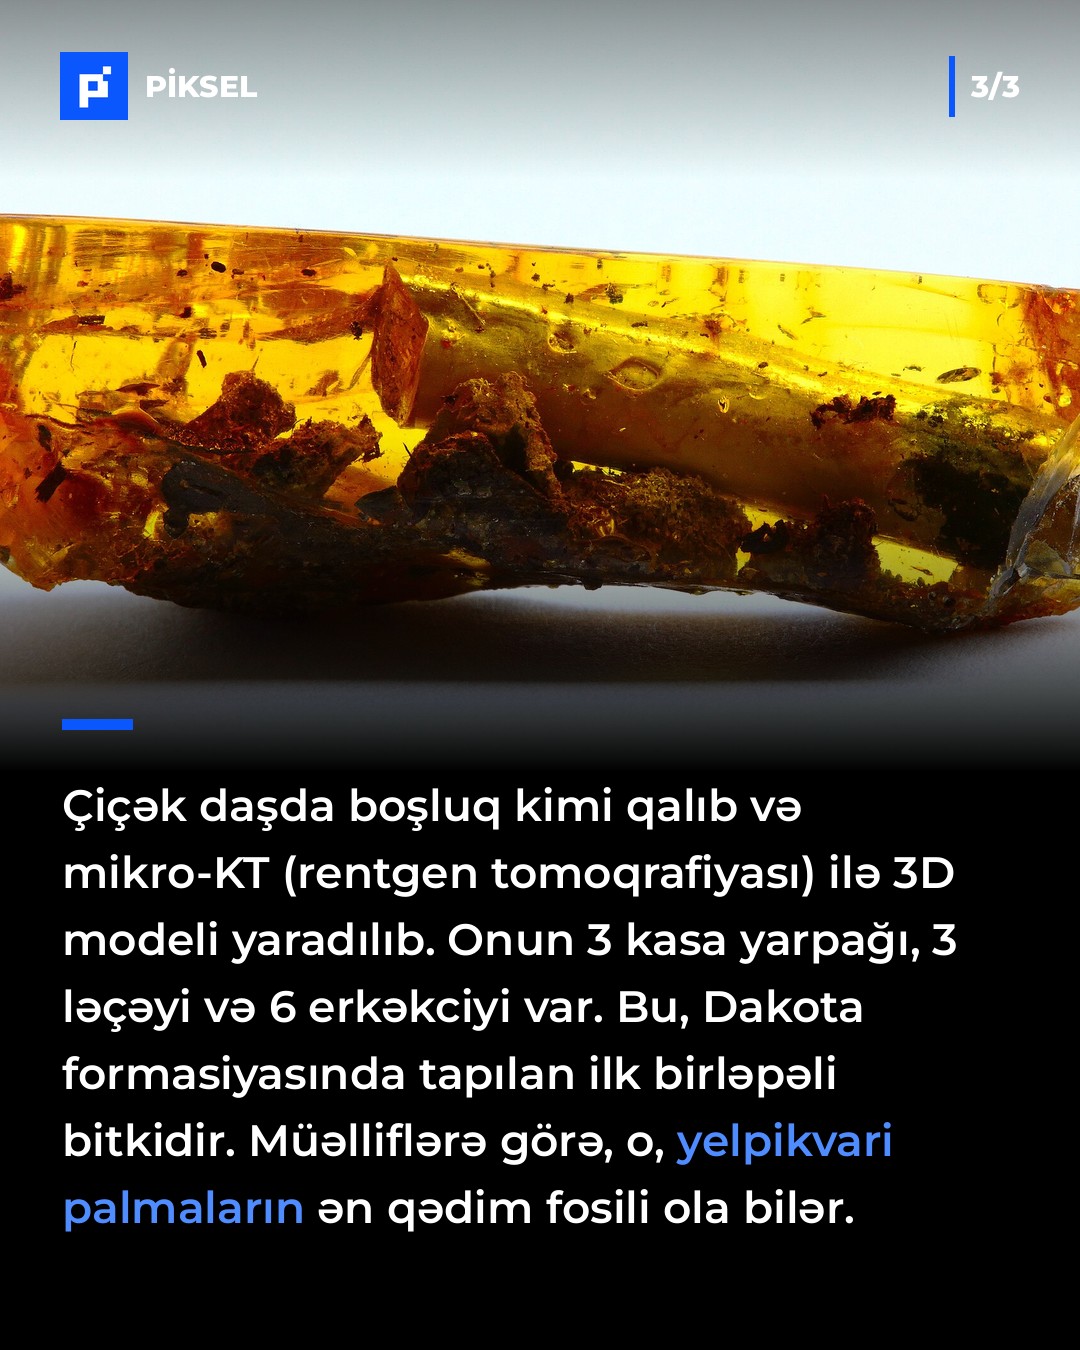 PİKSEL
3/3
Çiçək daşda boşluq kimi qalıb və
mikro-KT (rentgen tomoqrafiyası) ilə 3D
modeli yaradılıb. Onun 3 kasa yarpağı, 3
ləçəyi və 6 erkəkciyi var. Bu, Dakota
formasiyasında tapılan ilk birləpəli
bitkidir. Müəlliflərə görə, o, yelpikvari
palmaların ən qədim fosili ola bilər.